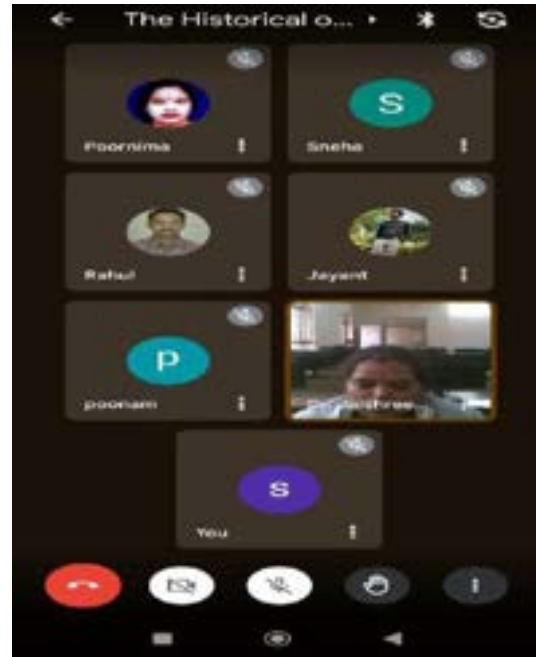 The Historical o...
Poornima
S
Sneha
Rahul
Jayant
P
poonam
S
You